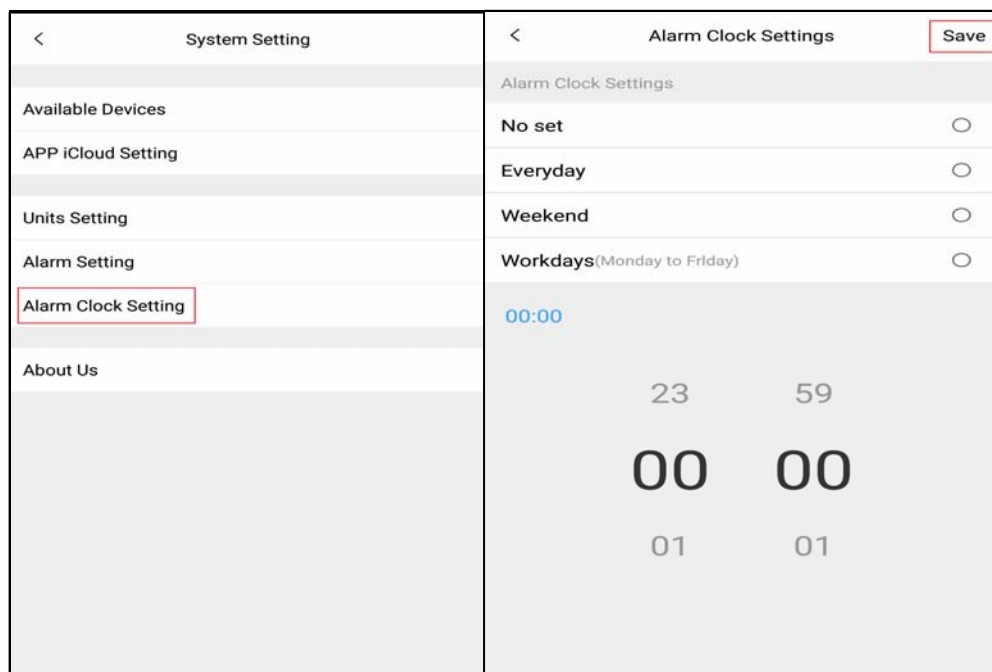 System Setting
Available Devices
APP iCloud Setting
Units Setting
Alarm Setting
Alarm Clock Setting
About Us
Alarm Clock Settings
Save
Alarm Clock Settings
No set
Everyday
Weekend
Workdays(Monday to Frlday)
00:00
23 59
00 00
01 01